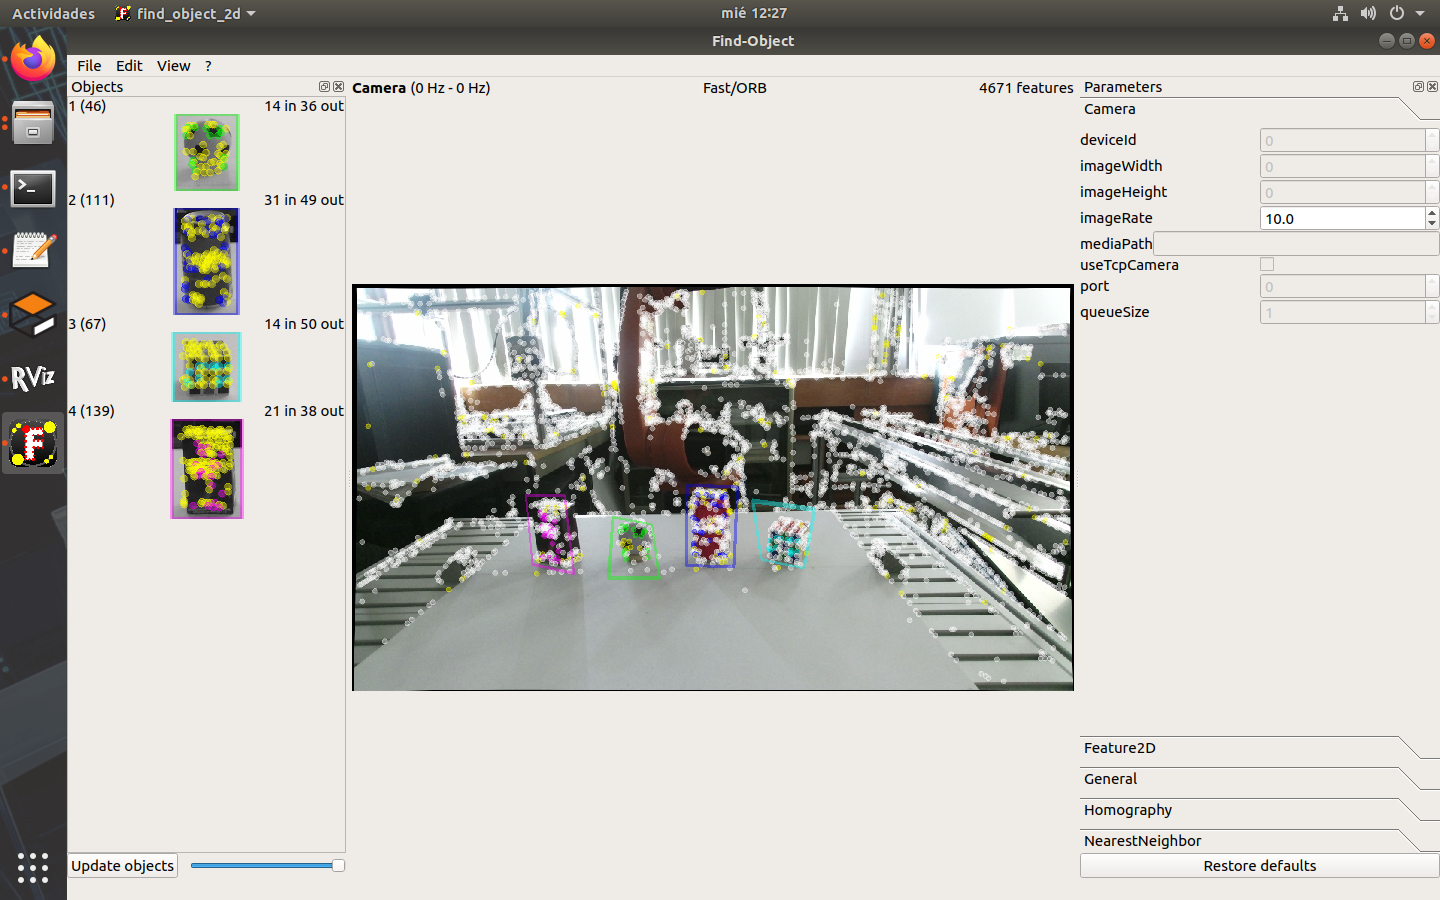 Actividades find_object_2d mié 12:27
Find-Object
File Edit View ?
Objects
Camera (0 Hz - 0 Hz) Fast/ORB 4671 features
Parameters
1 (46) 14 in 36 out
2 (111) 31 in 49 out
3 (67) 14 in 50 out
4 (139) 21 in 38 out
Camera
deviceId 0
imageWidth 0
imageHeight 0
imageRate 10.0
mediaPath
useTcpCamera
port 0
queueSize 1
RViz
F
Feature2D
General
Homography
NearestNeighbor
Update objects
Restore defaults